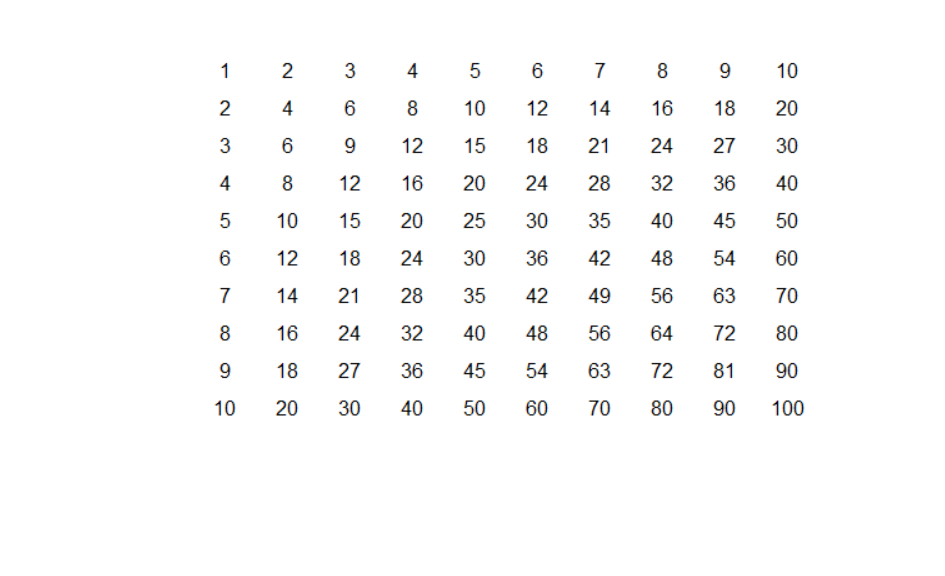 1 2 3 4 5 6 7 8 9 10
2 4 6 8 10 12 14 16 18 20
3 6 9 12 15 18 21 24 27 30
4 8 12 16 20 24 28 32 36 40
5 10 15 20 25 30 35 40 45 50
6 12 18 24 30 36 42 48 54 60
7 14 21 28 35 42 49 56 63 70
8 16 24 32 40 48 56 64 72 80
9 18 27 36 45 54 63 72 81 90
10 20 30 40 50 60 70 80 90 100